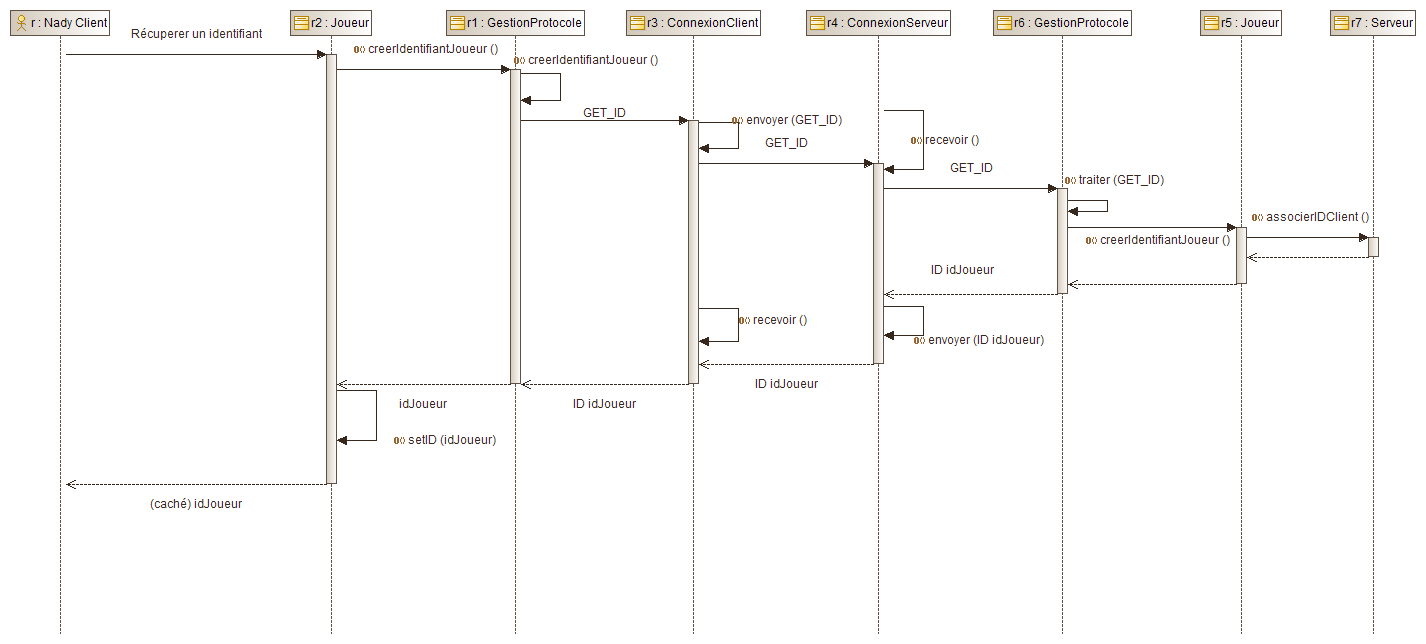 r : Nady Client
r2 : Joueur
r1 : GestionProtocole
r3 : ConnexionClient
r4 : ConnexionServeur
r6 : GestionProtocole
r5 : Joueur
r7 : Serveur
Récuperer un identifiant
creerIdentifiantJoueur ()
creerIdentifiantJoueur ()
GET_ID
envoyer (GET_ID)
GET_ID
recevoir ()
GET_ID
traiter (GET_ID)
associerIDClient ()
creerIdentifiantJoueur ()
ID idJoueur
recevoir ()
envoyer (ID idJoueur)
ID idJoueur
idJoueur
ID idJoueur
setID (idJoueur)
(caché) idJoueur